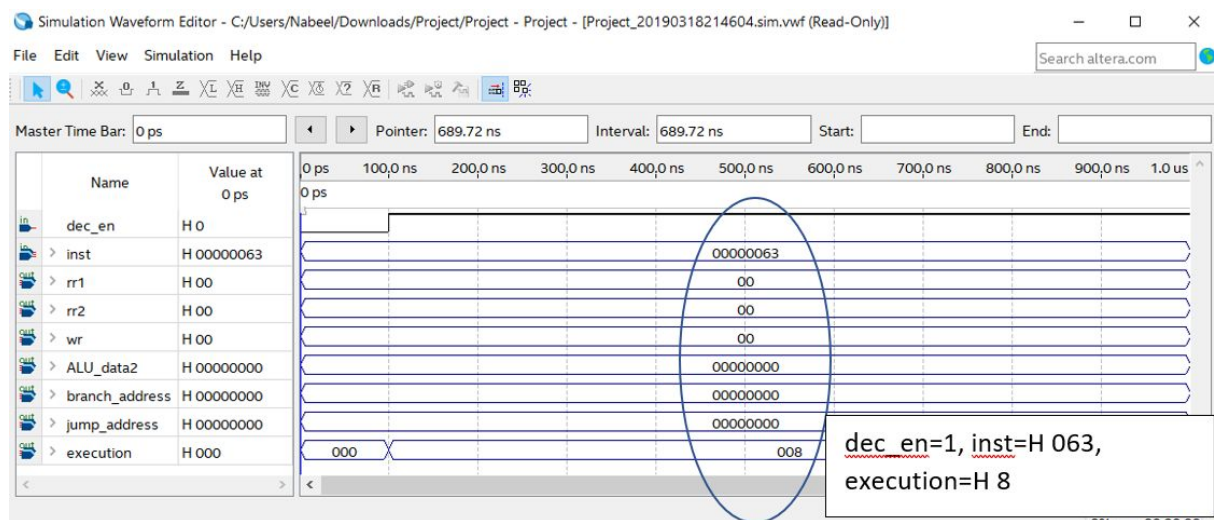 Simulation Waveform Editor - C:/Users/Nabeel/Downloads/Project/Project - Project - [Project_20190318214604.sim.vwf (Read-Only)]
File Edit View Simulation Help
Search altera.com
Master Time Bar: 0 ps Pointer: 689.72 ns Interval: 689.72 ns Start: End:
Name Value at 0 ps
0 ps 100.0 ns 200.0 ns 300.0 ns 400.0 ns 500.0 ns 600.0 ns 700.0 ns 800.0 ns 900.0 ns 1.0 us
0 ps
dec_en H 0
inst H 00000063 00000063
rr1 H 00 00
rr2 H 00 00
wr H 00 00
ALU_data2 H 00000000 00000000
branch_address H 00000000 00000000
jump_address H 00000000 00000000
execution H 000 000 008
dec_en=1, inst=H 063,
execution=H 8